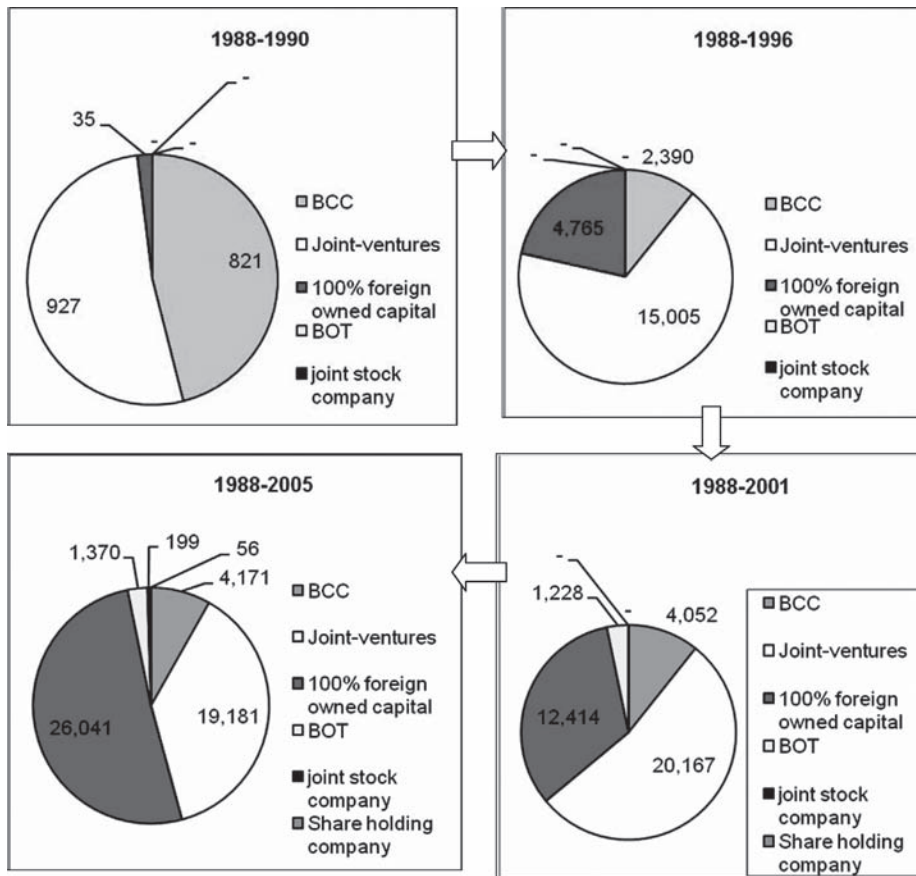 1988-1990
-
35
-
-
821
927
BCC
Joint-ventures
100% foreign
owned capital
BOT
joint stock
company
1988-1996
-
-
-
2,390
4,765
15,005
BCC
Joint-ventures
100% foreign
owned capital
BOT
joint stock
company
1988-2005
199
56
1,370
4,171
26,041
19,181
BCC
Joint-ventures
100% foreign
owned capital
BOT
joint stock
company
Share holding
company
1988-2001
-
1,228
-
4,052
12,414
20,167
BCC
Joint-ventures
100% foreign
owned capital
BOT
joint stock
company
Share holding
company